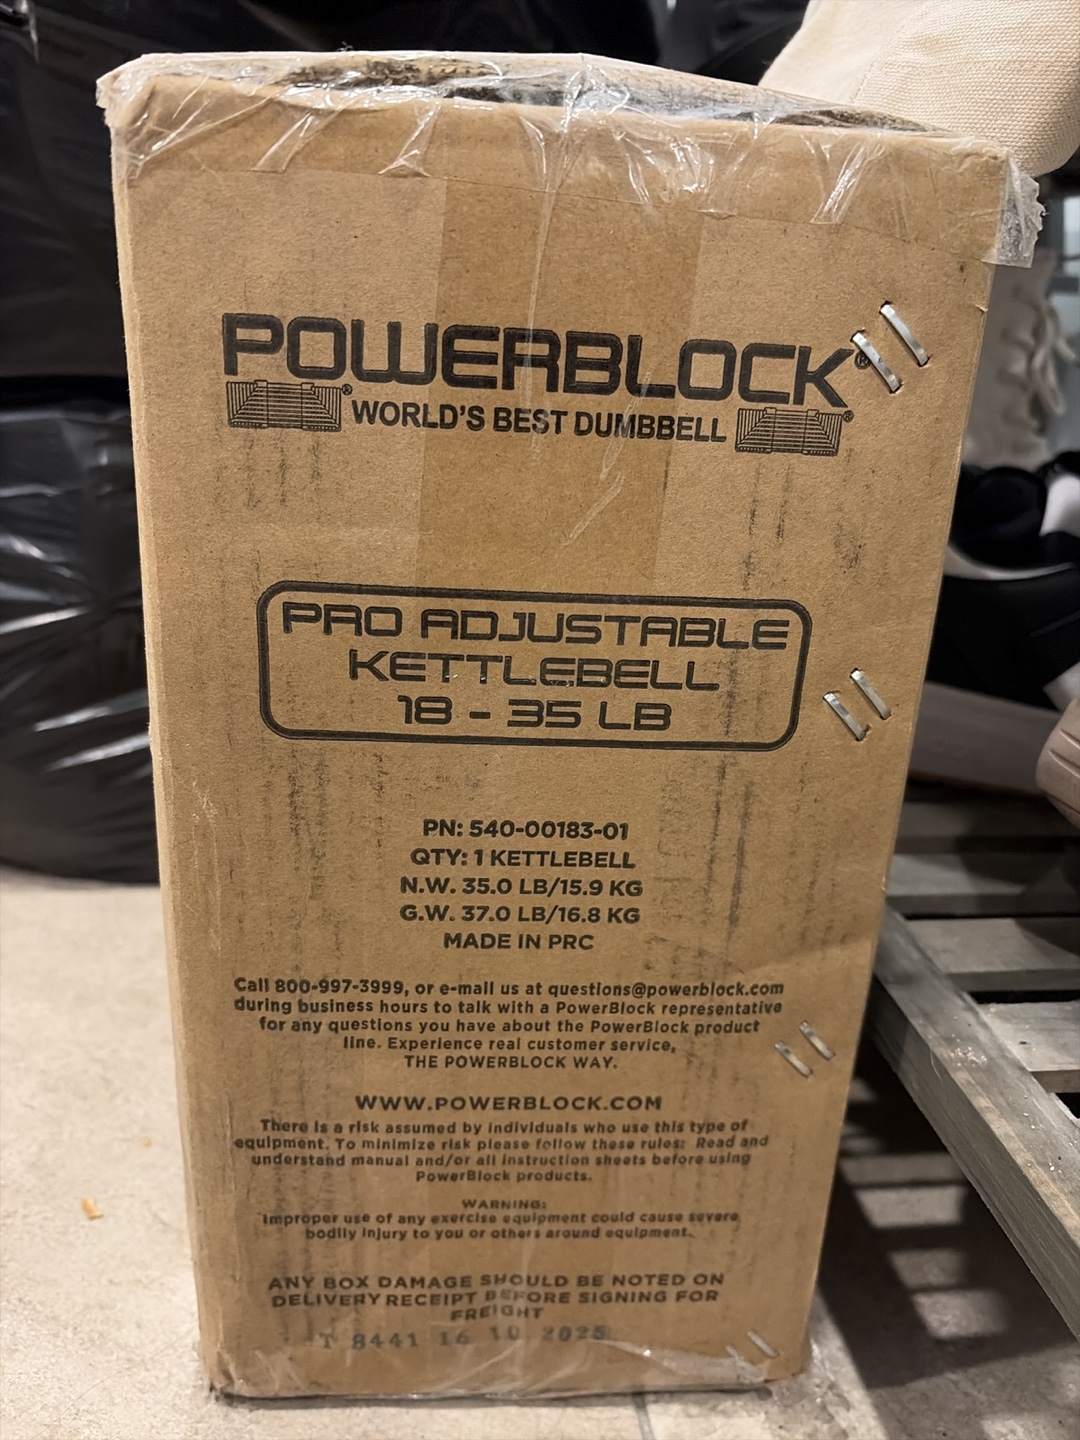 POWERBLOCK®
® WORLD'S BEST DUMBBELL ®
PRO ADJUSTABLE
KETTLEBELL
18 - 35 LB
PN: 540-00183-01
QTY: 1 KETTLEBELL
N.W. 35.0 LB/15.9 KG
G.W. 37.0 LB/16.8 KG
MADE IN PRC
Call 800-997-3999, or e-mail us at questions@powerblock.com
during business hours to talk with a PowerBlock representative
for any questions you have about the PowerBlock product
line. Experience real customer service,
THE POWERBLOCK WAY.
WWW.POWERBLOCK.COM
There is a risk assumed by individuals who use this type of
equipment. To minimize risk please follow these rules: Read and
understand manual and/or all instruction sheets before using
PowerBlock products.
WARNING:
Improper use of any exercise equipment could cause severe
bodily injury to you or others around equipment.
ANY BOX DAMAGE SHOULD BE NOTED ON
DELIVERY RECEIPT BEFORE SIGNING FOR
FREIGHT
T 8441 16 10 2025